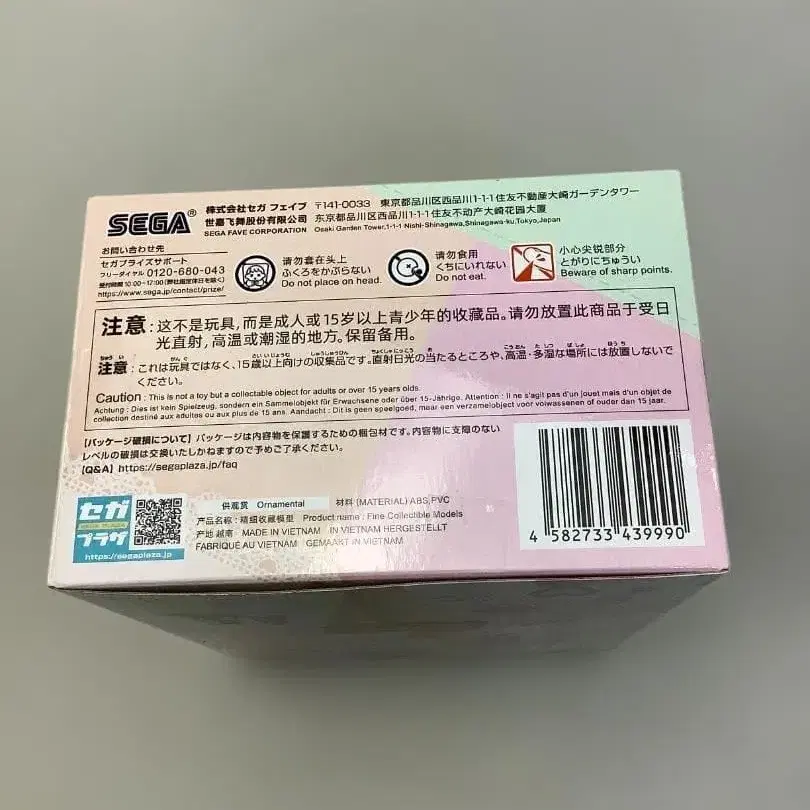 SEGA®
株式会社セガ フェイブ 〒141-0033 東京都品川区西品川1-1-1住友不動産大崎ガーデンタワー
世嘉飞舞股份有限公司 东京都品川区西品川1-1-1住友不动产大崎花园大厦
SEGA FAVE CORPORATION Osaki Garden Tower,1-1-1 Nishi-Shinagawa,Shinagawa-ku,Tokyo,Japan
お問い合わせ先
セガプライズサポート
フリーダイヤル 0120-680-043
受付時間 10:00~17:00(弊社指定休日を除く)
https://www.sega.jp/contact/prize/
请勿套在头上
ふくろをかぶらない
Do not place on head.
请勿食用
くちにいれない
Do not eat.
小心尖锐部分
とがりにちゅうい
Beware of sharp points.
注意:这不是玩具,而是成人或15岁以上青少年的收藏品。请勿放置此商品于受日
光直射,高温或潮湿的地方。保留备用。
注意:これは玩具ではなく、15歳以上向けの収集品です。直射日光の当たるところや、高温・多湿な場所には放置しないで
ください。
Caution : This is not a toy but a collectable object for adults or over 15 years olds.
Achtung : Dies ist kein Spielzeug, sondern ein Sammelobjekt für Erwachsene oder über 15-Jährige. Attention : Il ne s'agit pas d'un jouet mais d'un objet de
collection destiné aux adultes ou aux plus de 15 ans. Aandacht : Dit is geen speelgoed, maar een verzamelobject voor volwassenen of ouder dan 15 jaar.
【パッケージ破損について】パッケージは内容物を保護するための梱包材です。内容物に支障のない
レベルの破損は交換いたしかねますので予めご了承ください。
【Q&A】https://segaplaza.jp/faq
セガ
SEGA PLAZA
プラザ
https://segaplaza.jp
供观赏 Ornamental 材料 (MATERIAL) ABS,PVC
产品名称:精细收藏模型 Product name : Fine Collectible Models
产地 越南 MADE IN VIETNAM IN VIETNAM HERGESTELLT
FABRIQUÉ AU VIETNAM GEMAAKT IN VIETNAM
4 582733 439990